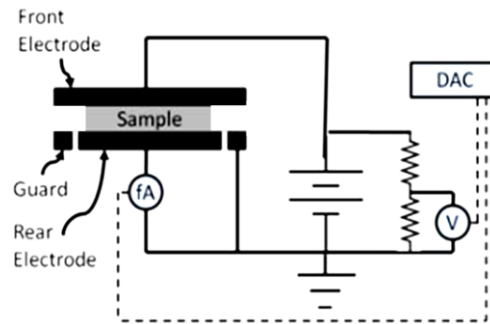 Front
Electrode
DAC
Sample
Guard
fA
V
Rear
Electrode